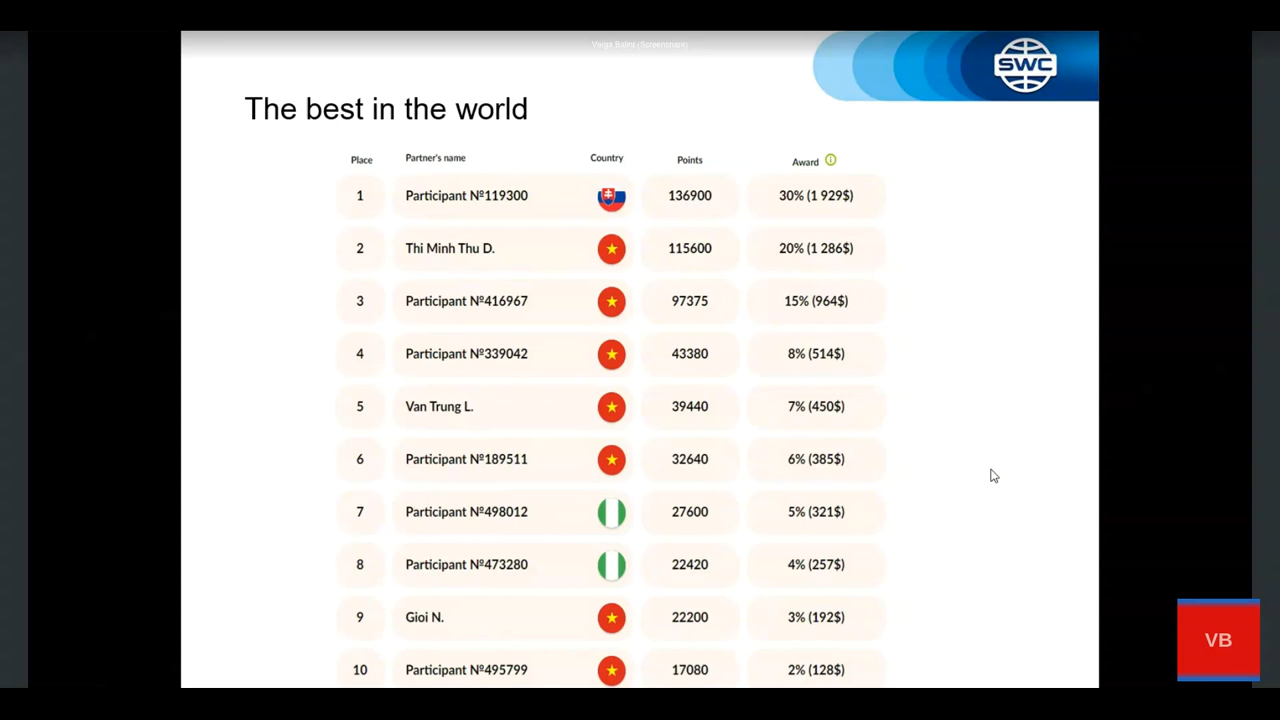 Varga Balint (Screenshare)
SWC
The best in the world
Place Partner's name Country Points Award
1 Participant Nº119300 136900 30% (1 929$)
2 Thi Minh Thu D. 115600 20% (1 286$)
3 Participant Nº416967 97375 15% (964$)
4 Participant Nº339042 43380 8% (514$)
5 Van Trung L. 39440 7% (450$)
6 Participant Nº189511 32640 6% (385$)
7 Participant Nº498012 27600 5% (321$)
8 Participant Nº473280 22420 4% (257$)
9 Gioi N. 22200 3% (192$)
10 Participant Nº495799 17080 2% (128$)
VB